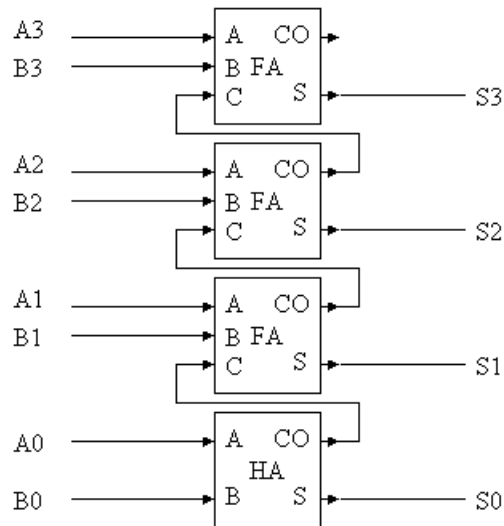 A3 A CO
B3 B FA
C S S3
A2 A CO
B2 B FA
C S S2
A1 A CO
B1 B FA
C S S1
A0 A CO
HA
B0 B S S0